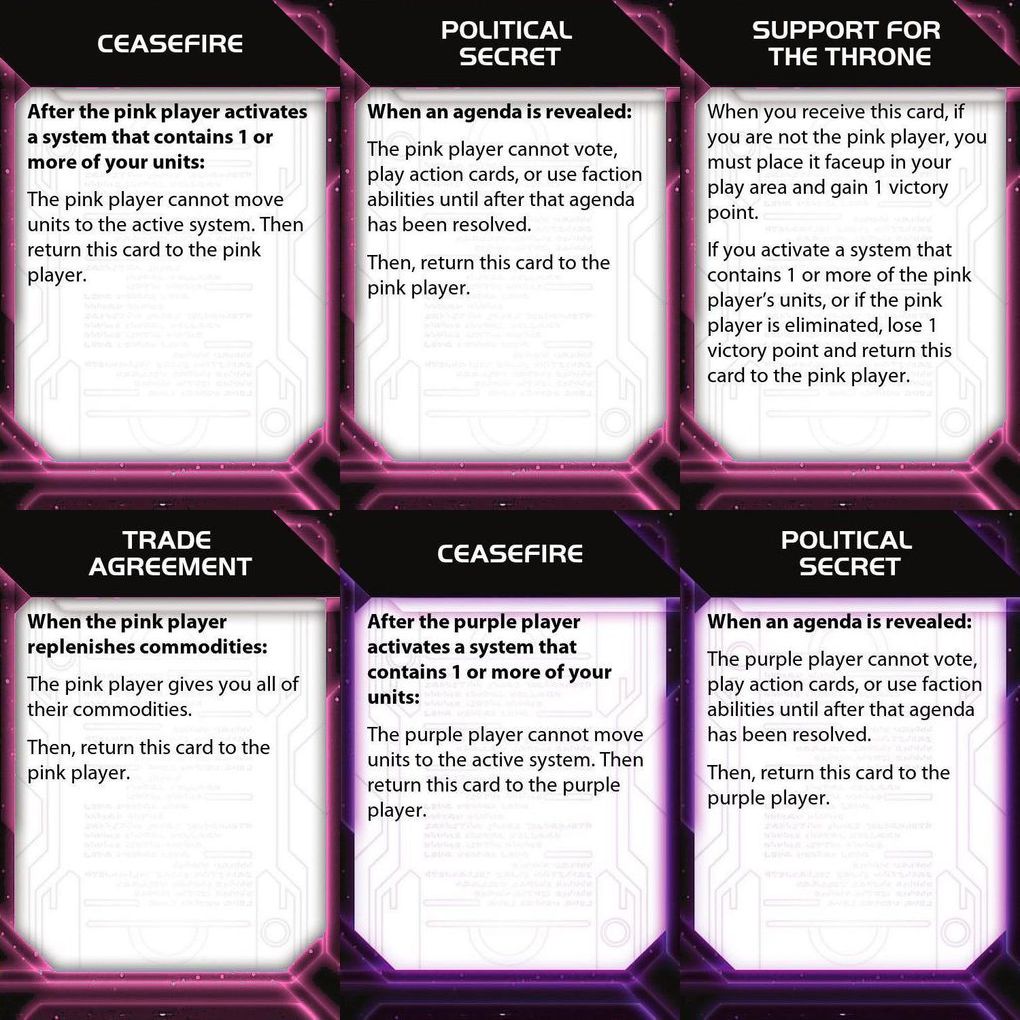 CEASEFIRE
After the pink player activates
a system that contains 1 or
more of your units:
The pink player cannot move
units to the active system. Then
return this card to the pink
player.
POLITICAL
SECRET
When an agenda is revealed:
The pink player cannot vote,
play action cards, or use faction
abilities until after that agenda
has been resolved.
Then, return this card to the
pink player.
SUPPORT FOR
THE THRONE
When you receive this card, if
you are not the pink player, you
must place it faceup in your
play area and gain 1 victory
point.
If you activate a system that
contains 1 or more of the pink
player's units, or if the pink
player is eliminated, lose 1
victory point and return this
card to the pink player.
TRADE
AGREEMENT
When the pink player
replenishes commodities:
The pink player gives you all of
their commodities.
Then, return this card to the
pink player.
CEASEFIRE
After the purple player
activates a system that
contains 1 or more of your
units:
The purple player cannot move
units to the active system. Then
return this card to the purple
player.
POLITICAL
SECRET
When an agenda is revealed:
The purple player cannot vote,
play action cards, or use faction
abilities until after that agenda
has been resolved.
Then, return this card to the
purple player.